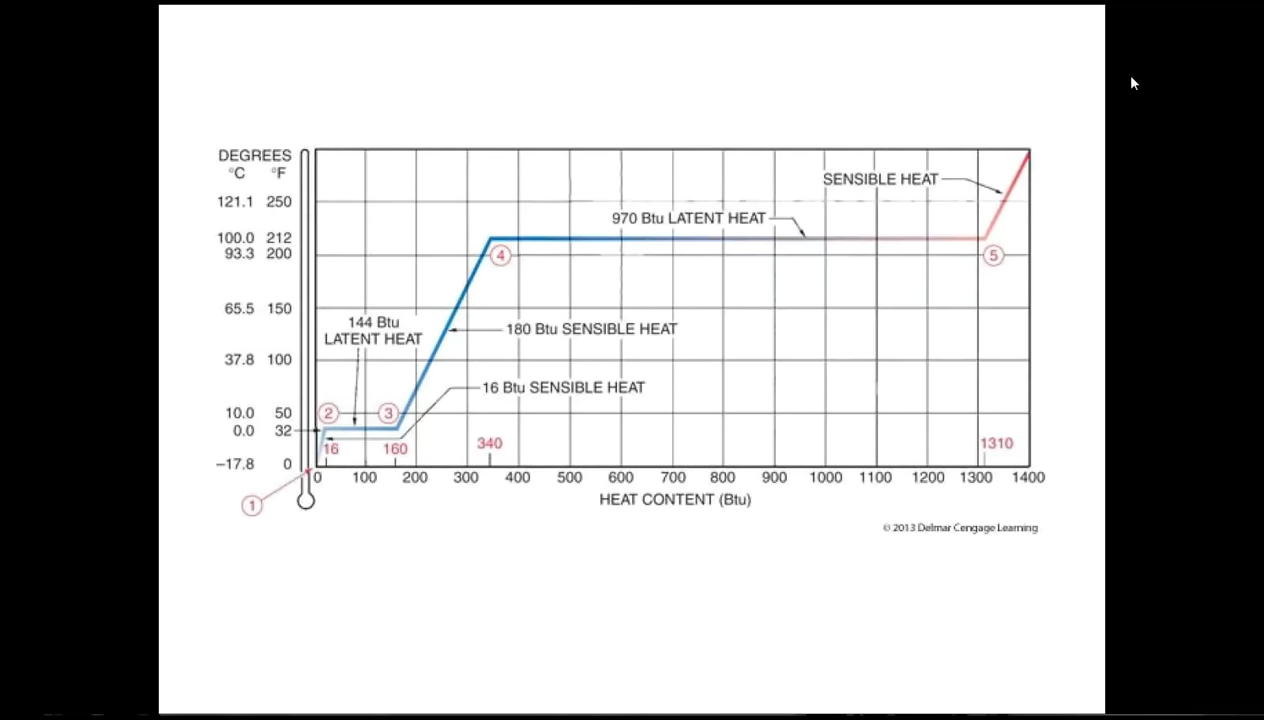 DEGREES
°C °F
SENSIBLE HEAT
121.1 250
970 Btu LATENT HEAT
100.0 212
93.3 200
4
5
65.5 150
144 Btu
LATENT HEAT
180 Btu SENSIBLE HEAT
37.8 100
16 Btu SENSIBLE HEAT
10.0 50
2
3
0.0 32
16 160 340 1310
–17.8 0
0 100 200 300 400 500 600 700 800 900 1000 1100 1200 1300 1400
1
HEAT CONTENT (Btu)
© 2013 Delmar Cengage Learning